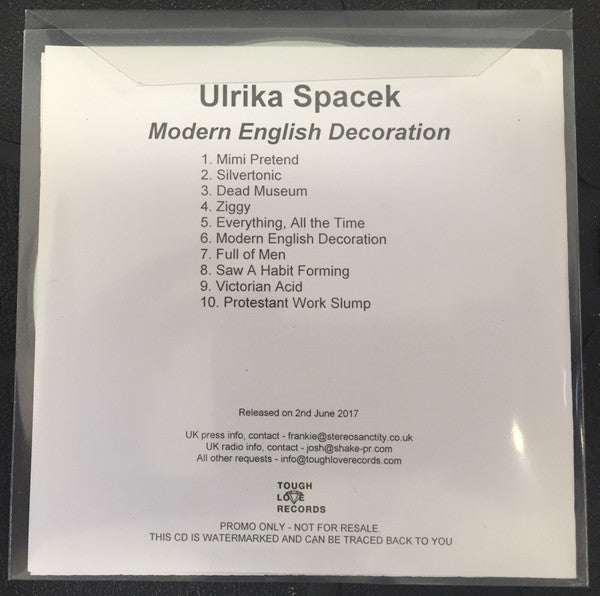 Ulrika Spacek
Modern English Decoration
1. Mimi Pretend
2. Silvertonic
3. Dead Museum
4. Ziggy
5. Everything, All the Time
6. Modern English Decoration
7. Full of Men
8. Saw A Habit Forming
9. Victorian Acid
10. Protestant Work Slump
Released on 2nd June 2017
UK press info, contact - frankie@stereosanctity.co.uk
UK radio info, contact - josh@shake-pr.com
All other requests - info@toughloverecords.com
TOUGH
LOVE
RECORDS
PROMO ONLY - NOT FOR RESALE.
THIS CD IS WATERMARKED AND CAN BE TRACED BACK TO YOU